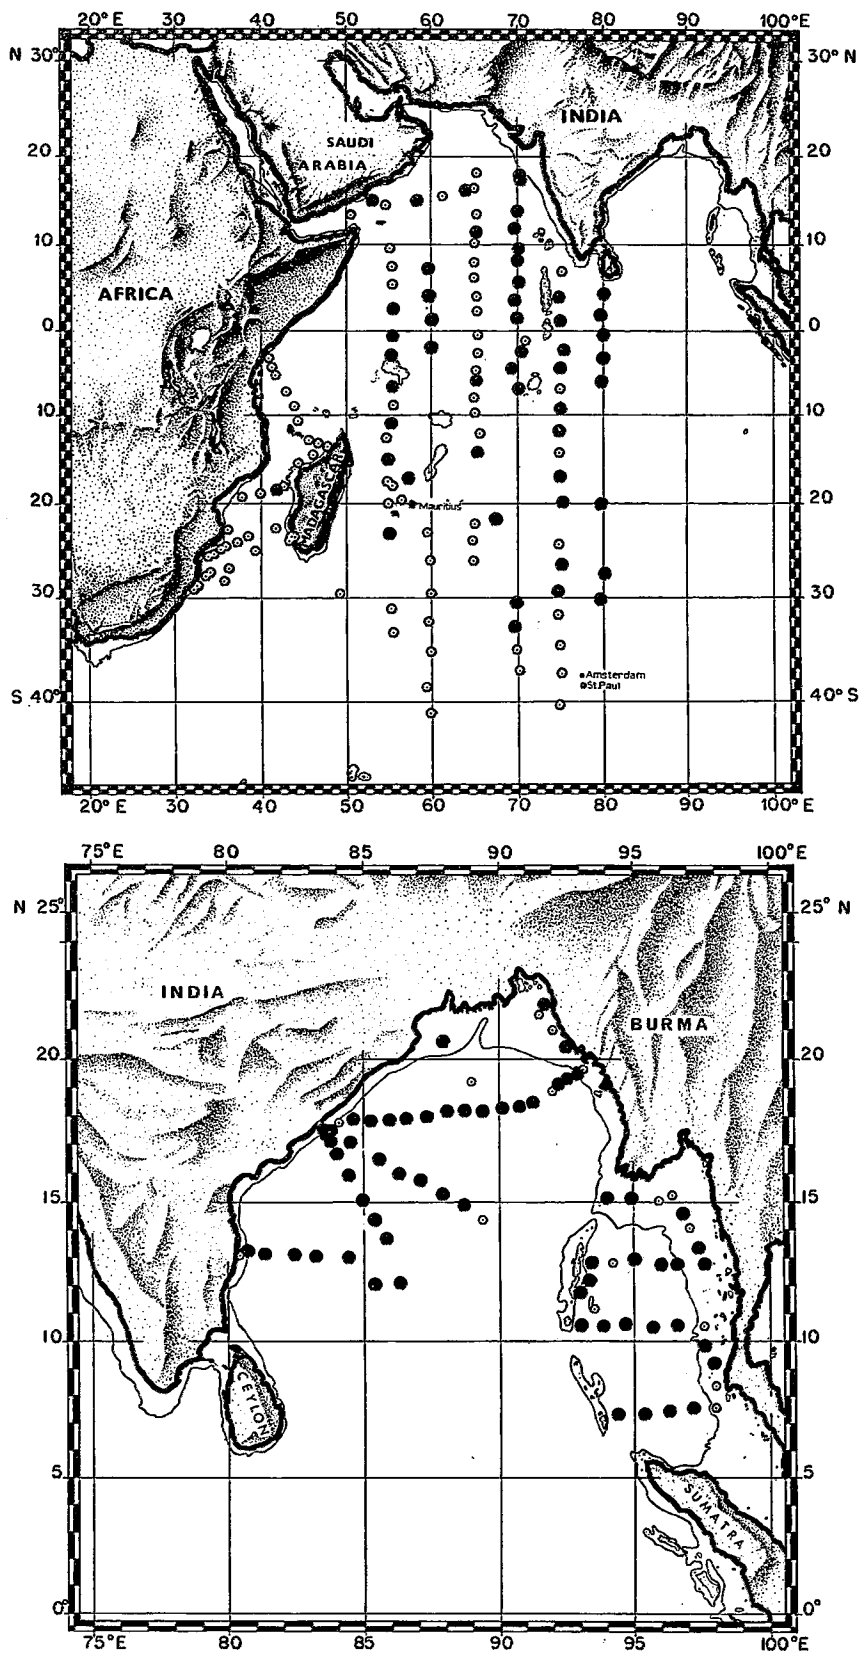 20° E 30 40 50 60 70 80 90 100° E
N 30° 30° N
INDIA
SAUDI
ARABIA
20 20
10 10
AFRICA
0 0
10 10
MADAGASCAR
20 20
Mauritius
30 30
Amsterdam
St.Paul
S 40° 40° S
20° E 30 40 50 60 70 80 90 100° E
75°E 80 85 90 95 100°E
N 25° 25° N
INDIA
BURMA
20 20
15 15
10 10
CEYLON
5 5
SUMATRA
0° 0°
75°E 80 85 90 95 100°E